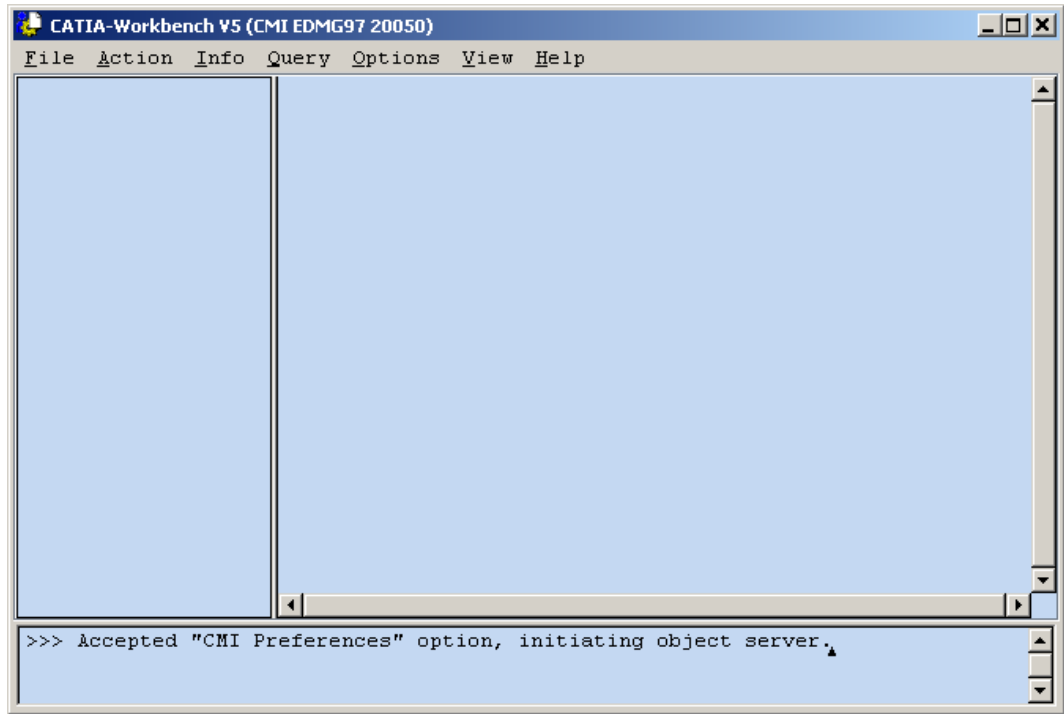 CATIA-Workbench V5 (CMI EDMG97 20050)
File Action Info Query Options View Help
>>> Accepted "CMI Preferences" option, initiating object server.